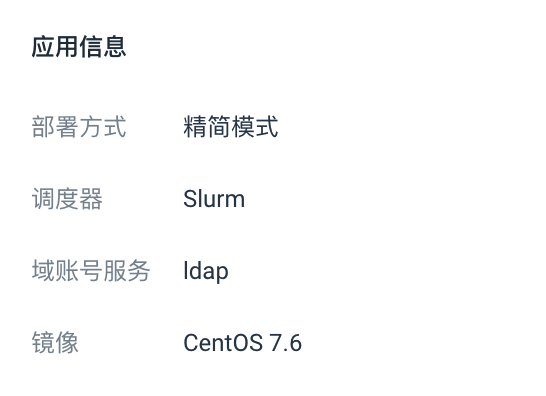 应用信息
部署方式 精简模式
调度器 Slurm
域账号服务 ldap
镜像 CentOS 7.6